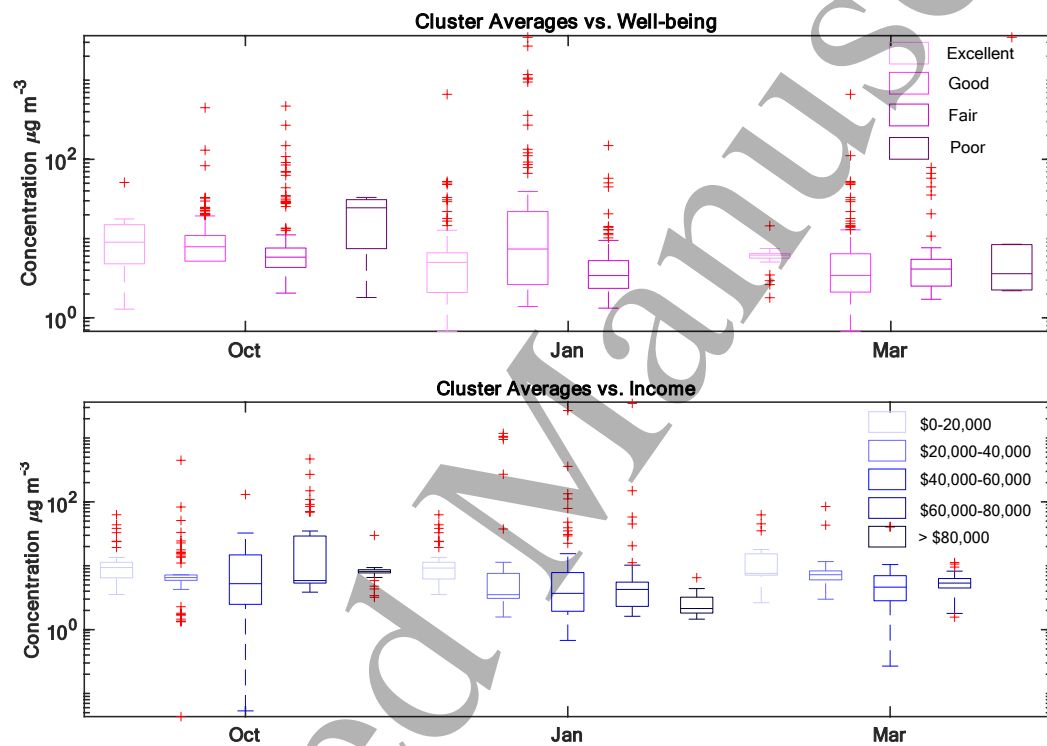 Cluster Averages vs. Well-being
Concentration μg m⁻³
10²
10⁰
Excellent
Good
Fair
Poor
Oct
Jan
Mar
Cluster Averages vs. Income
Concentration μg m⁻³
10²
10⁰
$0-20,000
$20,000-40,000
$40,000-60,000
$60,000-80,000
> $80,000
Oct
Jan
Mar
ed Manusc